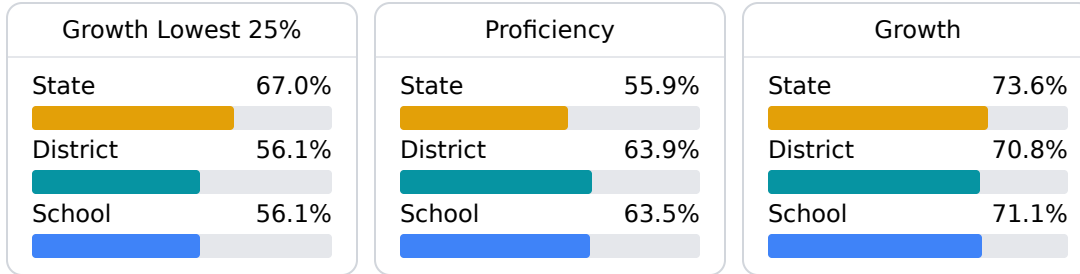 Growth Lowest 25%
State 67.0%
District 56.1%
School 56.1%
Proficiency
State 55.9%
District 63.9%
School 63.5%
Growth
State 73.6%
District 70.8%
School 71.1%